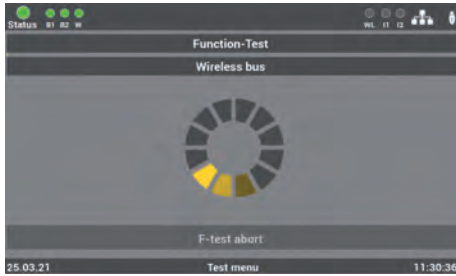 Status B1 B2 W WL I1 I2
Function-Test
Wireless bus
F-test abort
25.03.21 Test menu 11:30:36